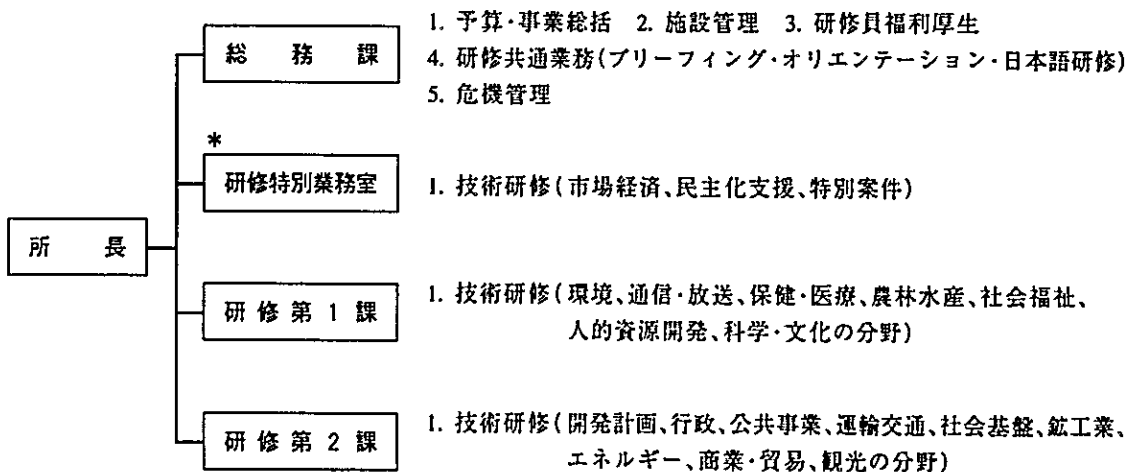 総務課
1. 予算·事業総括 2. 施設管理 3. 研修員福利厚生
4. 研修共通業務(ブリーフィング·オリエンテーション·日本語研修)
5. 危機管理
*
研修特別業務室
1. 技術研修(市場経済、民主化支援、特別案件)
所長
研修第1課
1. 技術研修(環境、通信·放送、保健·医療、農林水産、社会福祉、
人的資源開発、科学·文化の分野)
研修第2課
1. 技術研修(開発計画、行政、公共事業、運輸交通、社会基盤、鉱工業、
エネルギー、商業·貿易、観光の分野)